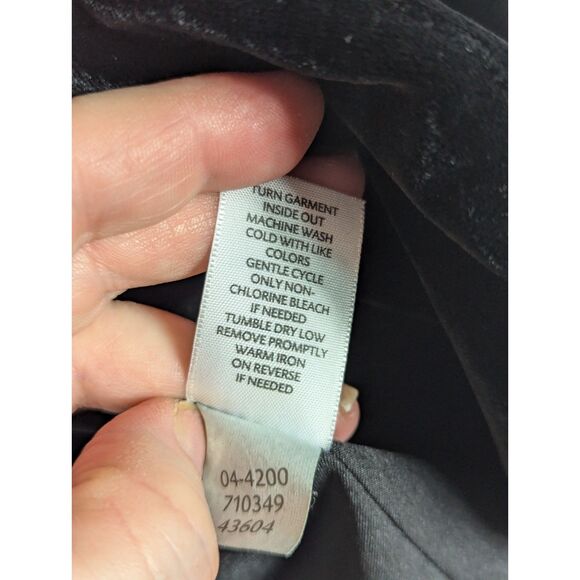 TURN GARMENT
INSIDE OUT
MACHINE WASH
COLD WITH LIKE
COLORS
GENTLE CYCLE
ONLY NON-
CHLORINE BLEACH
IF NEEDED
TUMBLE DRY LOW
REMOVE PROMPTLY
WARM IRON
ON REVERSE
IF NEEDED
04-4200
710349
43604